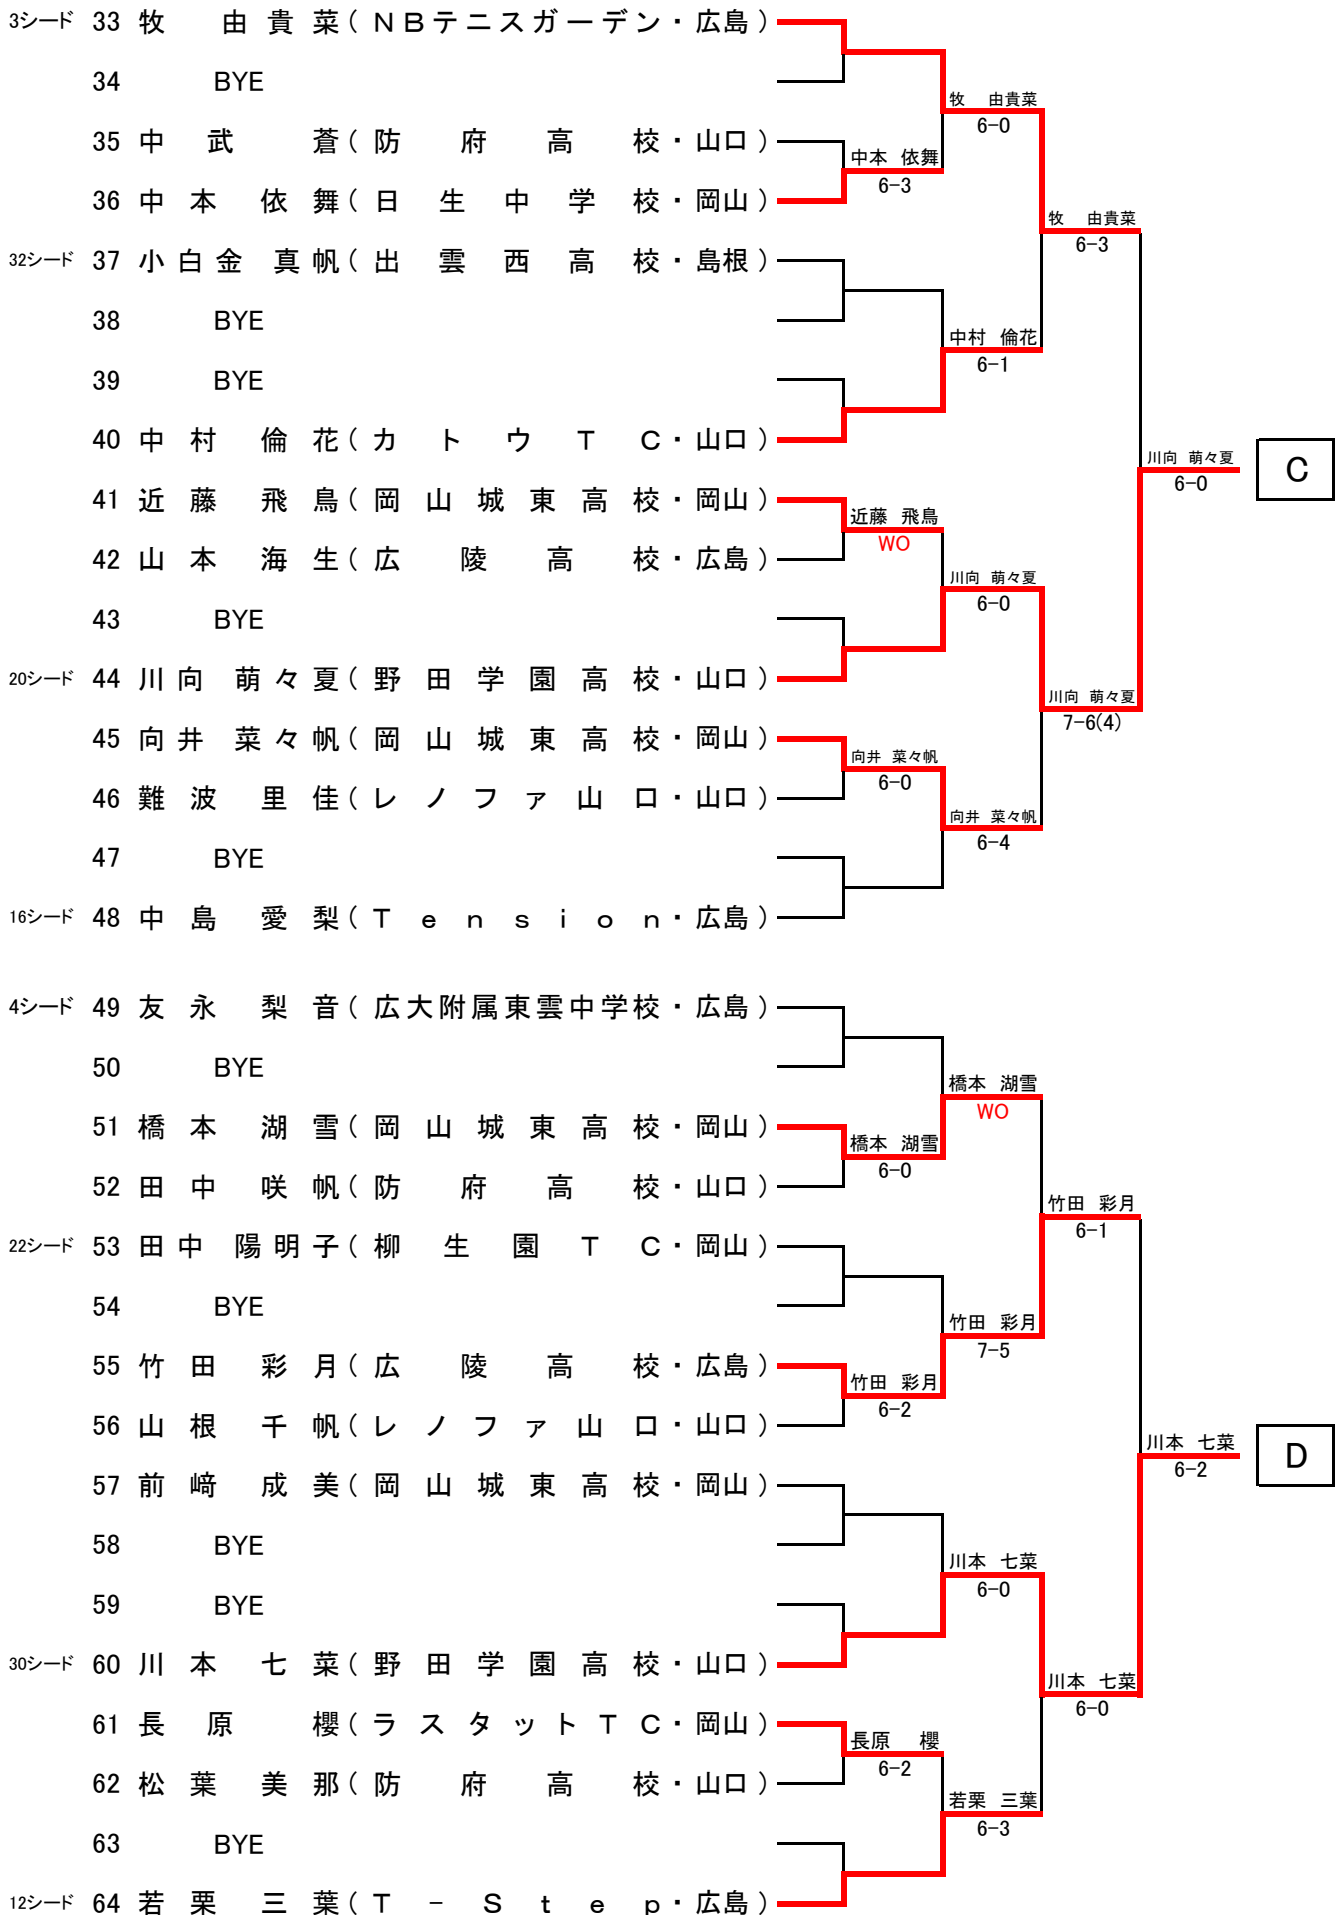 3シード 33 牧 由貴菜(NBテニスガーデン・広島)
34 BYE
牧 由貴菜
6-0
35 中武 蒼(防府高校・山口)
中本 依舞
6-3
36 中本 依舞(日生中学校・岡山)
牧 由貴菜
6-3
32シード 37 小白金 真帆(出雲西高校・島根)
38 BYE
中村 倫花
6-1
39 BYE
40 中村 倫花(カトウTC・山口)
川向 萌々夏
6-0
C
41 近藤 飛鳥(岡山城東高校・岡山)
近藤 飛鳥
WO
42 山本 海生(広陵高校・広島)
川向 萌々夏
6-0
43 BYE
20シード 44 川向 萌々夏(野田学園高校・山口)
川向 萌々夏
7-6(4)
45 向井 菜々帆(岡山城東高校・岡山)
向井 菜々帆
6-0
46 難波 里佳(レノファ山口・山口)
向井 菜々帆
6-4
47 BYE
16シード 48 中島 愛梨(Tension・広島)
4シード 49 友永 梨音(広大附属東雲中学校・広島)
50 BYE
橋本 湖雪
WO
51 橋本 湖雪(岡山城東高校・岡山)
橋本 湖雪
6-0
52 田中 咲帆(防府高校・山口)
竹田 彩月
6-1
22シード 53 田中 陽明子(柳生園TC・岡山)
54 BYE
竹田 彩月
7-5
55 竹田 彩月(広陵高校・広島)
竹田 彩月
6-2
56 山根 千帆(レノファ山口・山口)
川本 七菜
6-2
D
57 前﨑 成美(岡山城東高校・岡山)
58 BYE
川本 七菜
6-0
59 BYE
30シード 60 川本 七菜(野田学園高校・山口)
川本 七菜
6-0
61 長原 櫻(ラスタットTC・岡山)
長原 櫻
6-2
62 松葉 美那(防府高校・山口)
若栗 三葉
6-3
63 BYE
12シード 64 若栗 三葉(T-Step・広島)